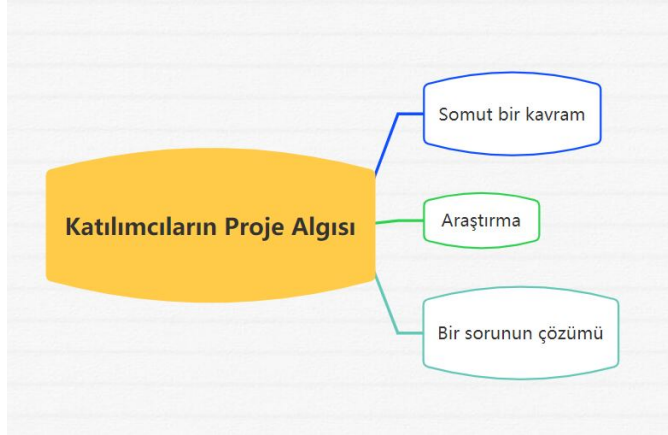 Somut bir kavram
Katılımcıların Proje Algısı
Araştırma
Bir sorunun çözümü